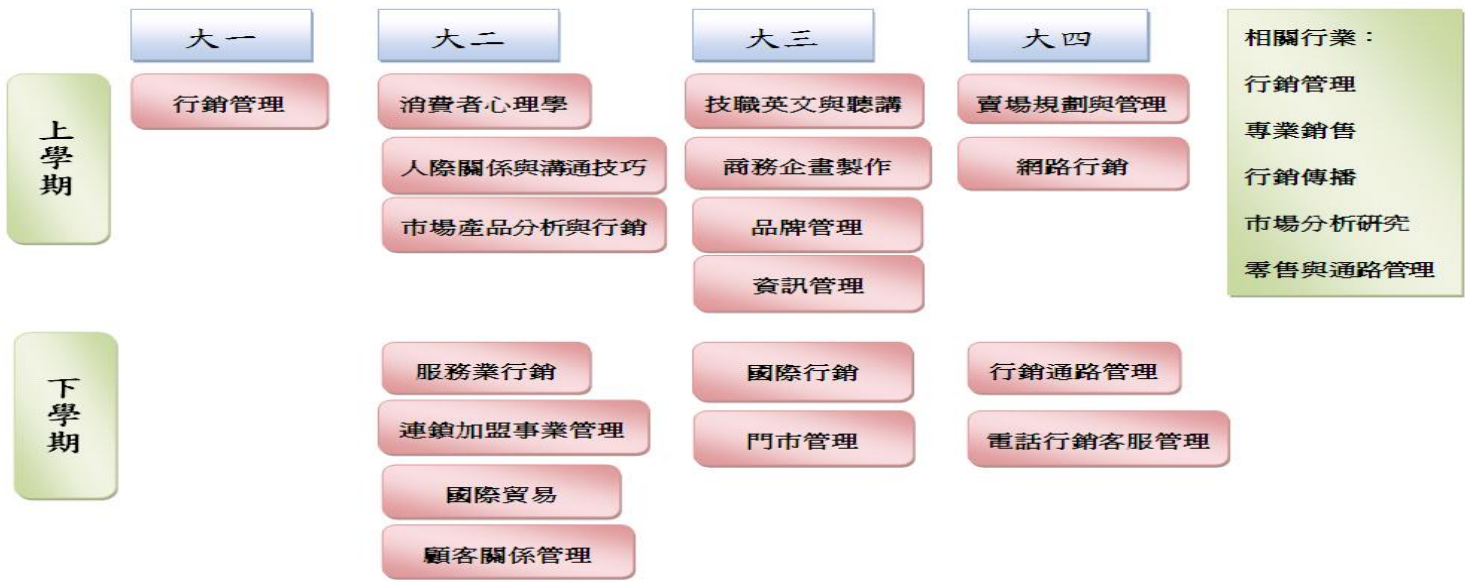 大一
大二
大三
大四
上學期
行銷管理
消費者心理學
人際關係與溝通技巧
市場產品分析與行銷
技職英文與聽講
商務企畫製作
品牌管理
資訊管理
賣場規劃與管理
網路行銷
下學期
服務業行銷
連鎖加盟事業管理
國際貿易
顧客關係管理
國際行銷
門市管理
行銷通路管理
電話行銷客服管理
相關行業：
行銷管理
專業銷售
行銷傳播
市場分析研究
零售與通路管理